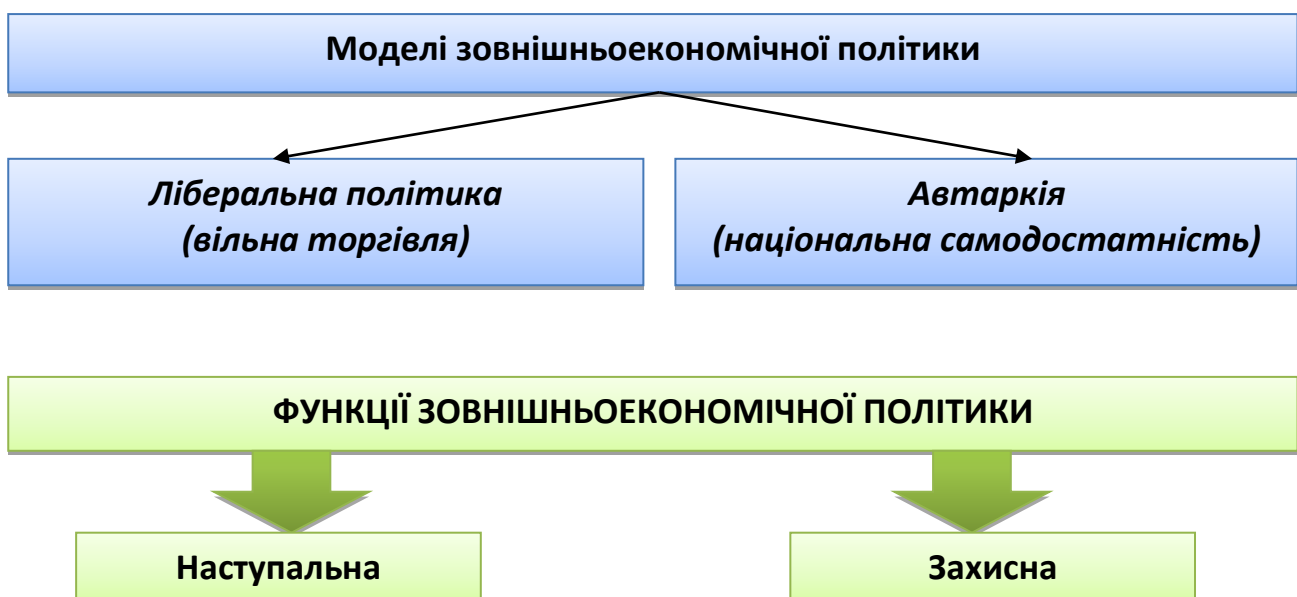 Моделі зовнішньоекономічної політики
Ліберальна політика
(вільна торгівля)
Автаркія
(національна самодостатність)
ФУНКЦІЇ ЗОВНІШНЬОЕКОНОМІЧНОЇ ПОЛІТИКИ
Наступальна
Захисна